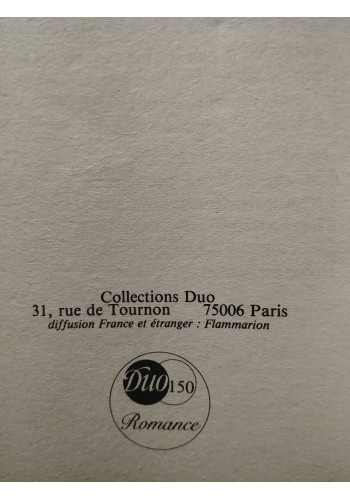 Collections Duo
31, rue de Tournon 75006 Paris
diffusion France et étranger : Flammarion
Duo 150
Romance